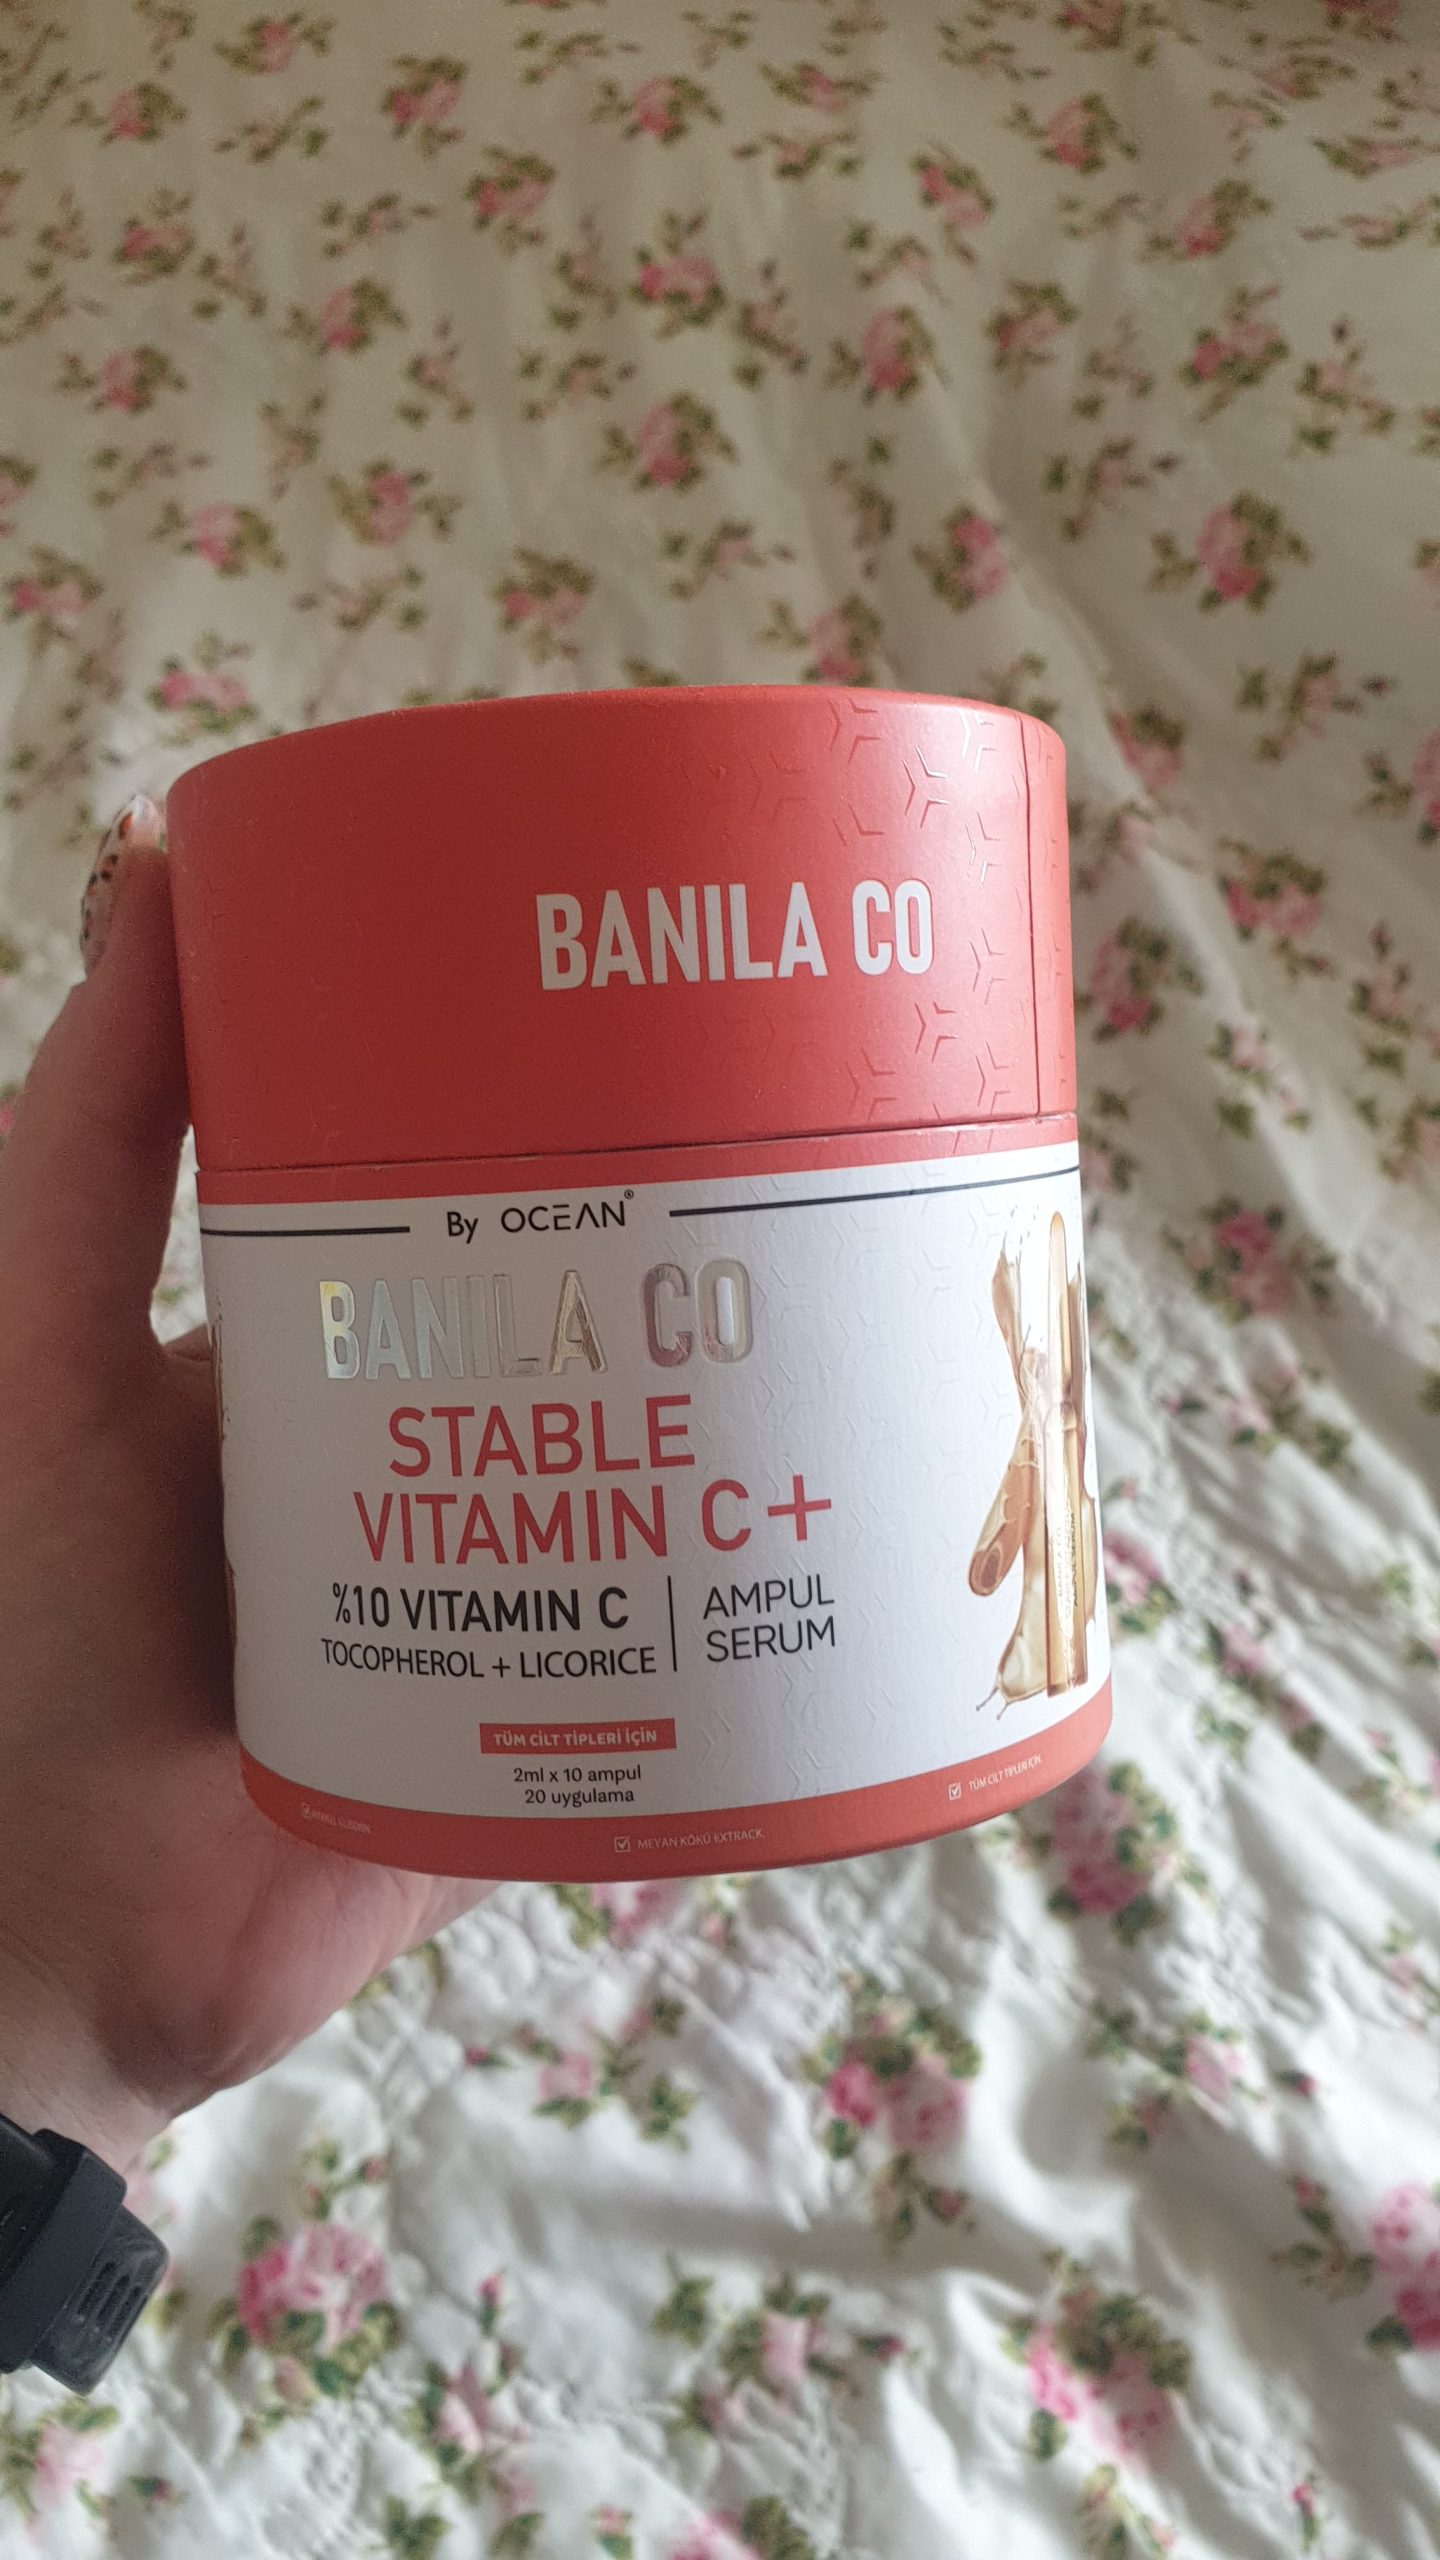 BANILA CO
By OCEAN®
BANILA CO
STABLE
VITAMIN C+
%10 VITAMIN C
TOCOPHEROL + LICORICE
AMPUL
SERUM
TÜM CİLT TİPLERİ İÇİN
2ml x 10 ampul
20 uygulama
MEYAN KÖKÜ EXTRACK
TÜM CİLT TİPLERİ İÇİN